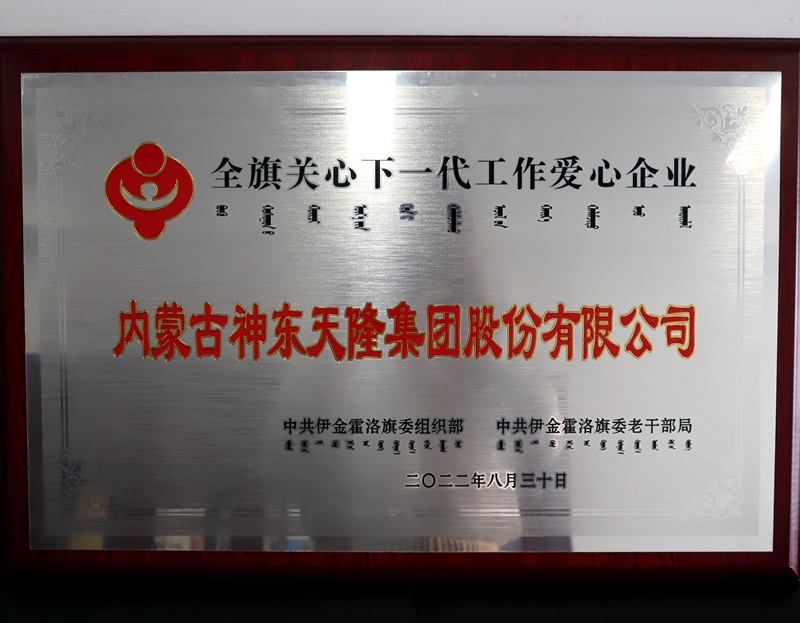 全旗关心下一代工作爱心企业
内蒙古神东天隆集团股份有限公司
中共伊金霍洛旗委组织部 中共伊金霍洛旗委老干部局
二〇二二年八月三十日